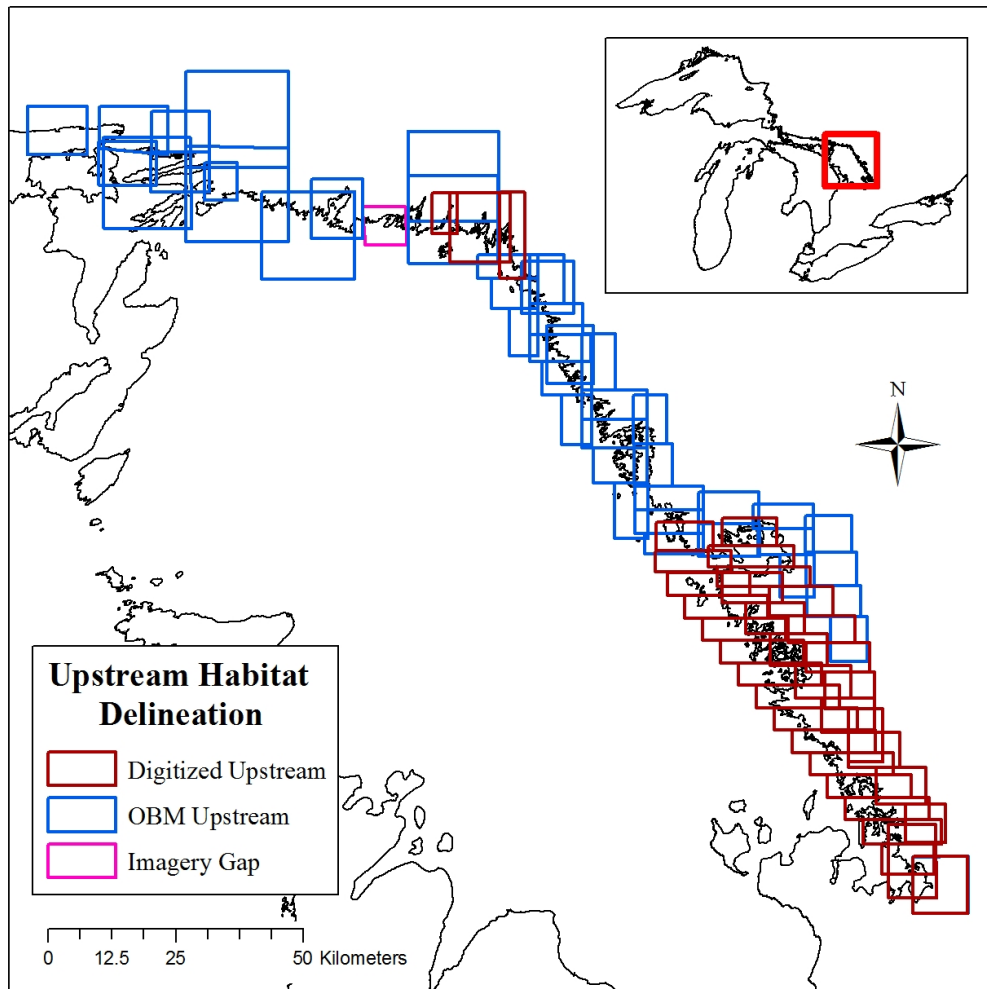 N
Upstream Habitat
Delineation
Digitized Upstream
OBM Upstream
Imagery Gap
0 12.5 25 50 Kilometers